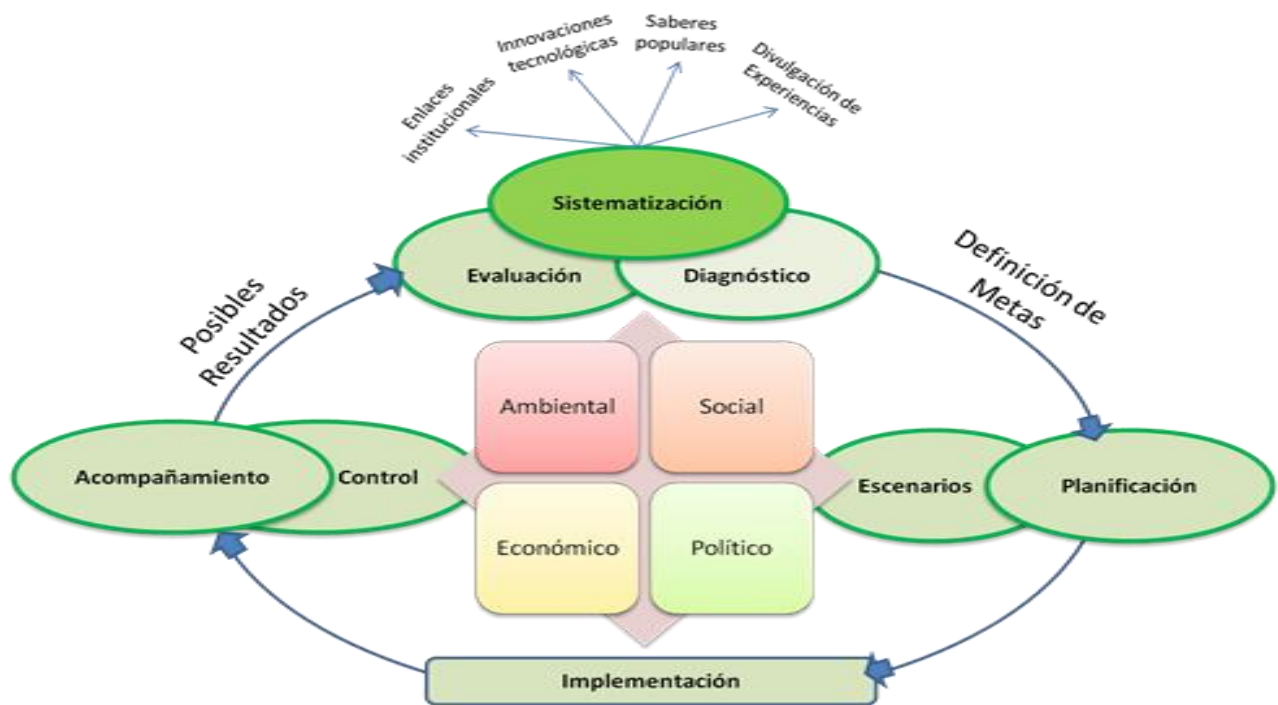 Enlaces
institucionales
Innovaciones
tecnológicas
Saberes
populares
Divulgación de
Experiencias
Sistematización
Evaluación
Diagnóstico
Posibles
Resultados
Definición de
Metas
Ambiental
Social
Acompañamiento
Control
Escenarios
Planificación
Económico
Político
Implementación